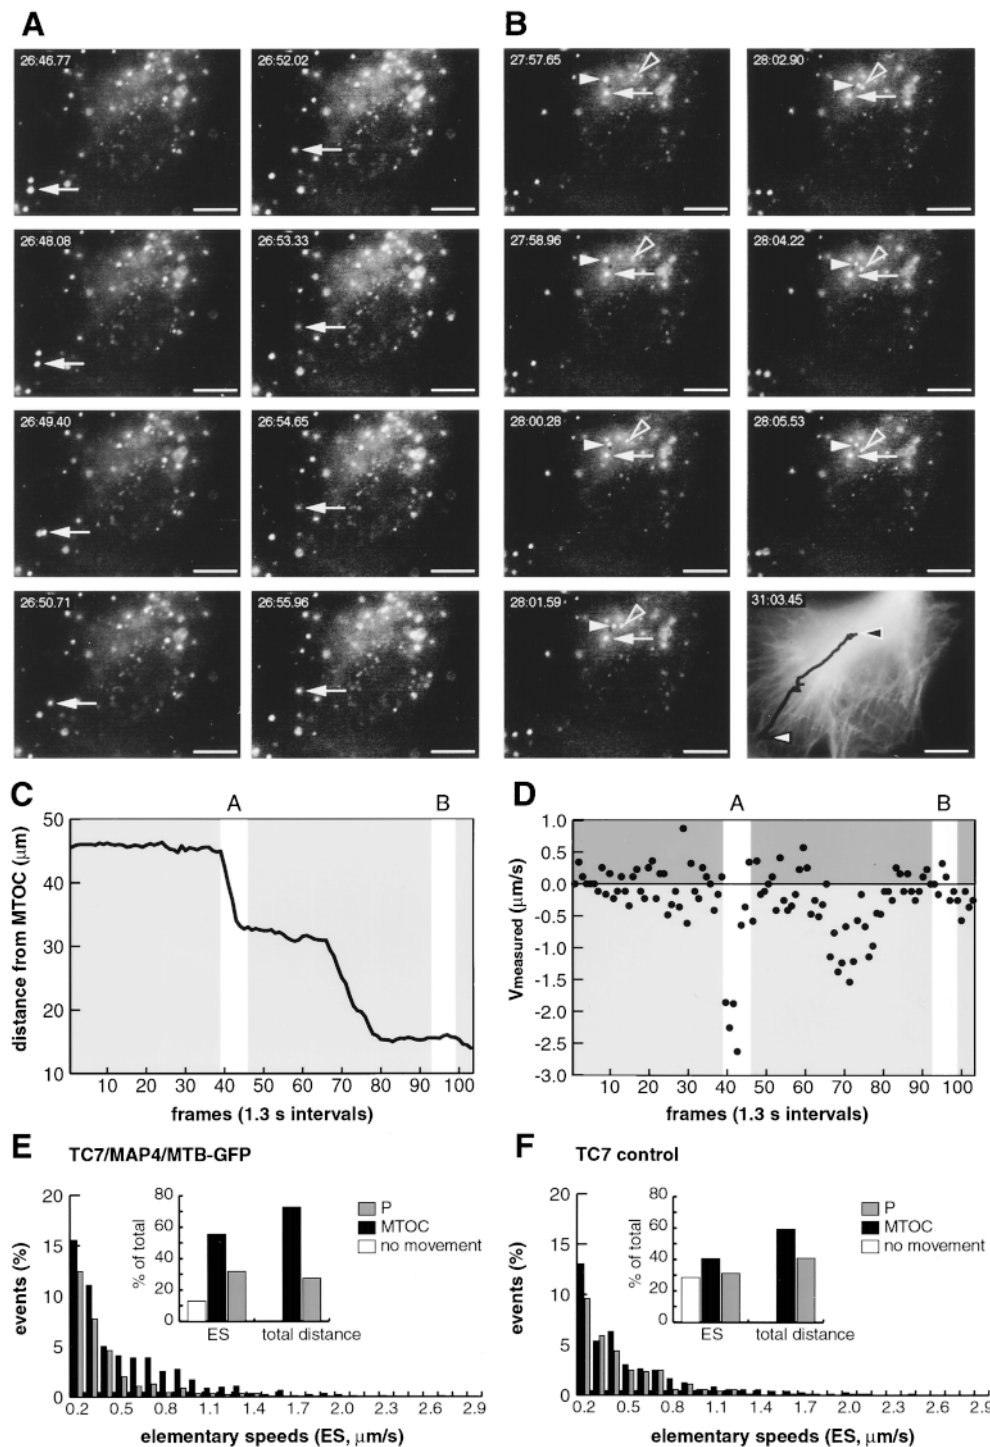 A
B
26:46.77
26:52.02
27:57.65
28:02.90
26:48.08
26:53.33
27:58.96
28:04.22
26:49.40
26:54.65
28:00.28
28:05.53
26:50.71
26:55.96
28:01.59
31:03.45
C
A
B
50
40
30
20
10
distance from MTOC (μm)
10 20 30 40 50 60 70 80 90 100
frames (1.3 s intervals)
D
A
B
1.0
0.5
0.0
-0.5
-1.0
-1.5
-2.0
-2.5
-3.0
Vmeasured (μm/s)
10 20 30 40 50 60 70 80 90 100
frames (1.3 s intervals)
E
TC7/MAP4/MTB-GFP
20
15
10
5
0
events (%)
80
60
40
20
0
% of total
ES total distance
P
MTOC
no movement
0.2 0.5 0.8 1.1 1.4 1.7 2.0 2.3 2.6 2.9
elementary speeds (ES, μm/s)
F
TC7 control
20
15
10
5
0
events (%)
80
60
40
20
0
% of total
ES total distance
P
MTOC
no movement
0.2 0.5 0.8 1.1 1.4 1.7 2.0 2.3 2.6 2.9
elementary speeds (ES, μm/s)